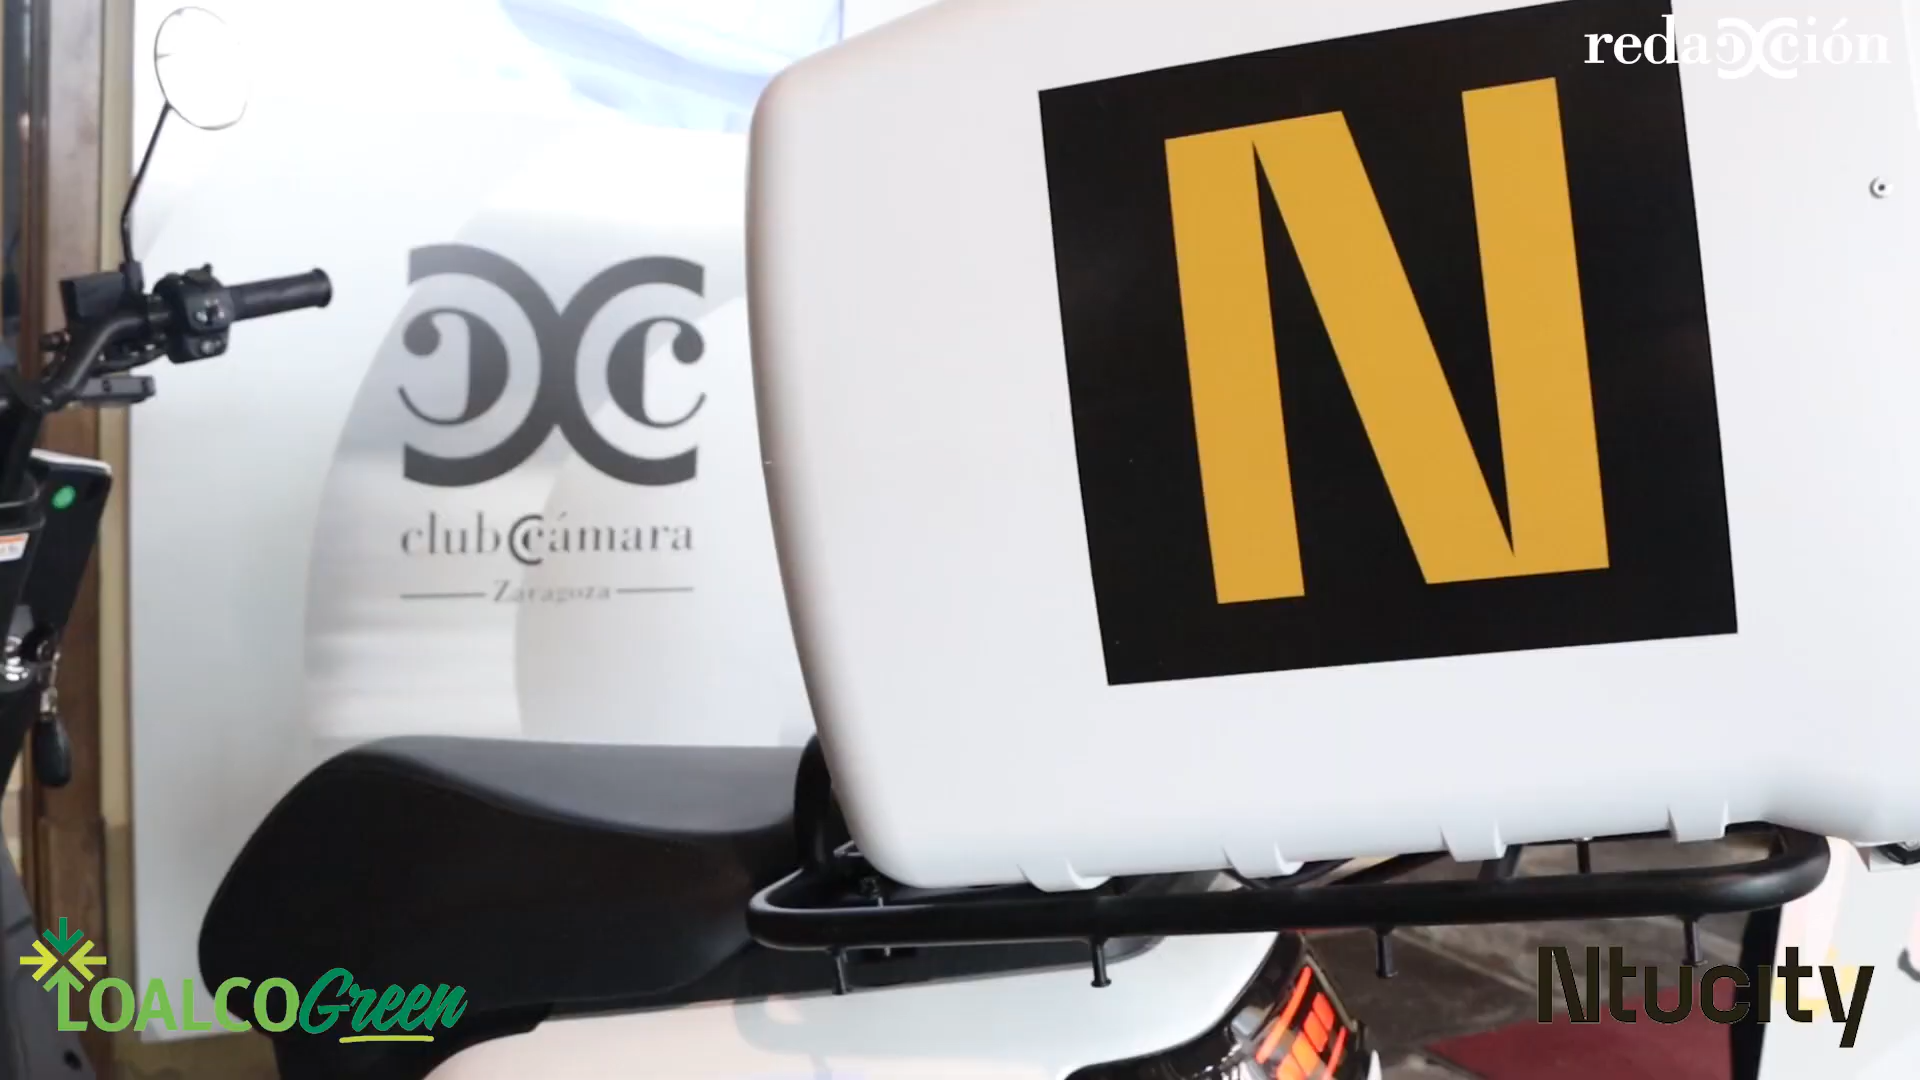 redacción
N
club cámara
Zaragoza
LOALCO Green
Ntucity